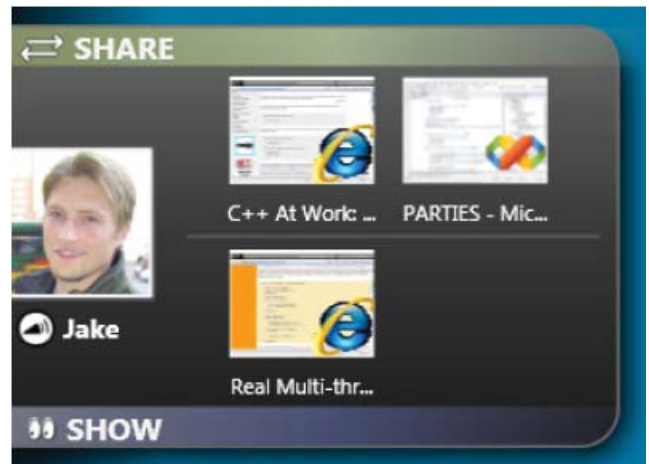 SHARE
C++ At Work: ...
PARTIES - Mic...
Jake
Real Multi-thr...
SHOW